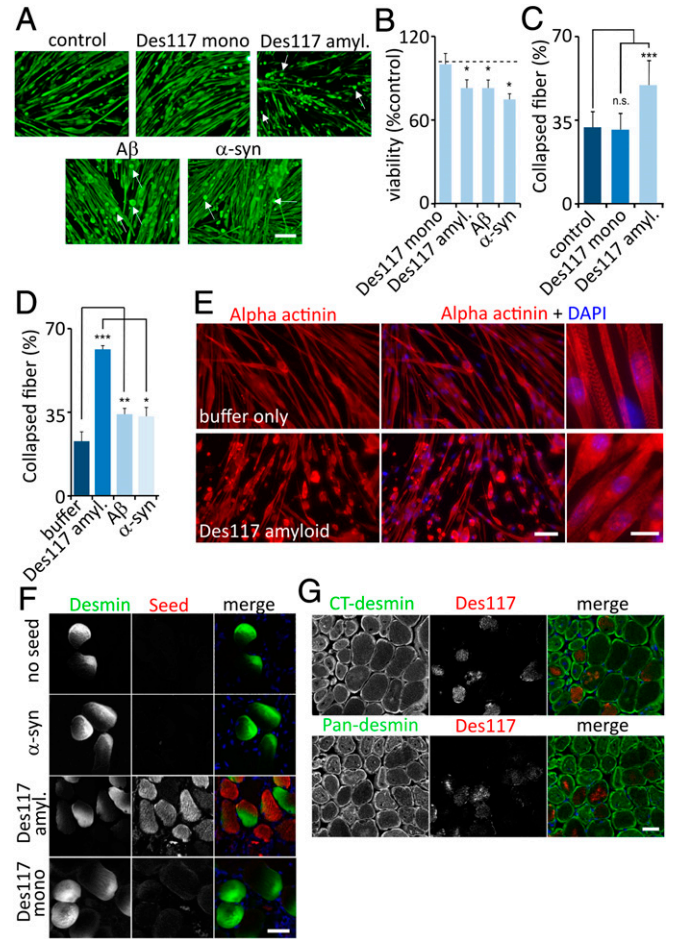 A
control
Des117 mono
Des117 amyl.
Aβ
α-syn
B
viability (%control)
120
60
0
*
*
*
Des117 mono
Des117 amyl.
Aβ
α-syn
C
Collapsed fiber (%)
70
35
0
n.s.
***
control
Des117 mono
Des117 amyl.
D
Collapsed fiber (%)
70
35
0
***
**
*
buffer
Des117 amyl.
Aβ
α-syn
E
Alpha actinin
Alpha actinin + DAPI
buffer only
Des117 amyloid
F
Desmin
Seed
merge
no seed
α-syn
Des117
amyl.
Des117
mono
G
CT-desmin
Des117
merge
Pan-desmin
Des117
merge